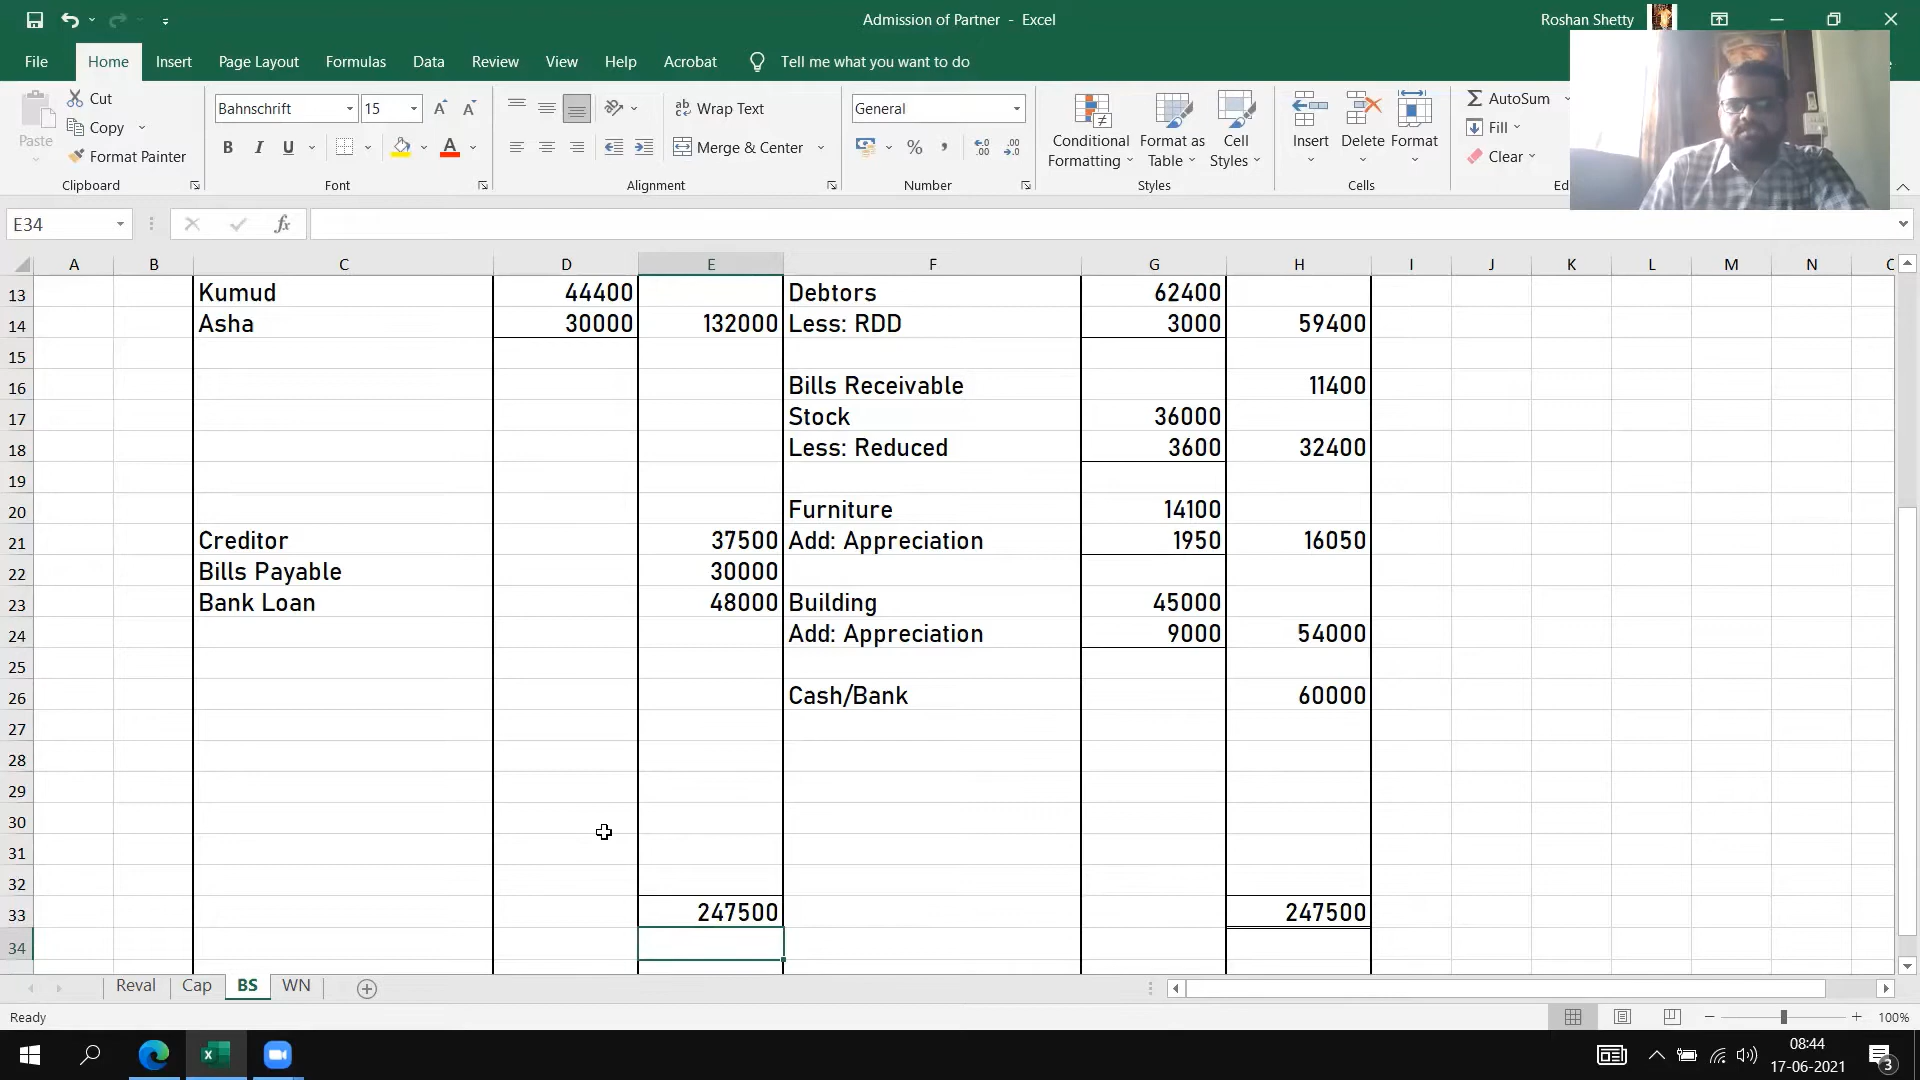 Admission of Partner - Excel
Roshan Shetty
File Home Insert Page Layout Formulas Data Review View Help Acrobat Tell me what you want to do
Paste
Cut
Copy
Format Painter
Clipboard
Bahnschrift 15
B I U
Font
Wrap Text
Merge & Center
Alignment
General
% ,
Number
Conditional Formatting
Format as Table
Cell Styles
Styles
Insert Delete Format
Cells
AutoSum
Fill
Clear
E34
fx
A B C D E F G H I J K L M N
13 Kumud 44400 Debtors 62400
14 Asha 30000 132000 Less: RDD 3000 59400
15
16 Bills Receivable 11400
17 Stock 36000
18 Less: Reduced 3600 32400
19
20 Furniture 14100
21 Creditor 37500 Add: Appreciation 1950 16050
22 Bills Payable 30000
23 Bank Loan 48000 Building 45000
24 Add: Appreciation 9000 54000
25
26 Cash/Bank 60000
27
28
29
30
31
32
33 247500 247500
34
Reval Cap BS WN
Ready
100%
08:44
17-06-2021
3